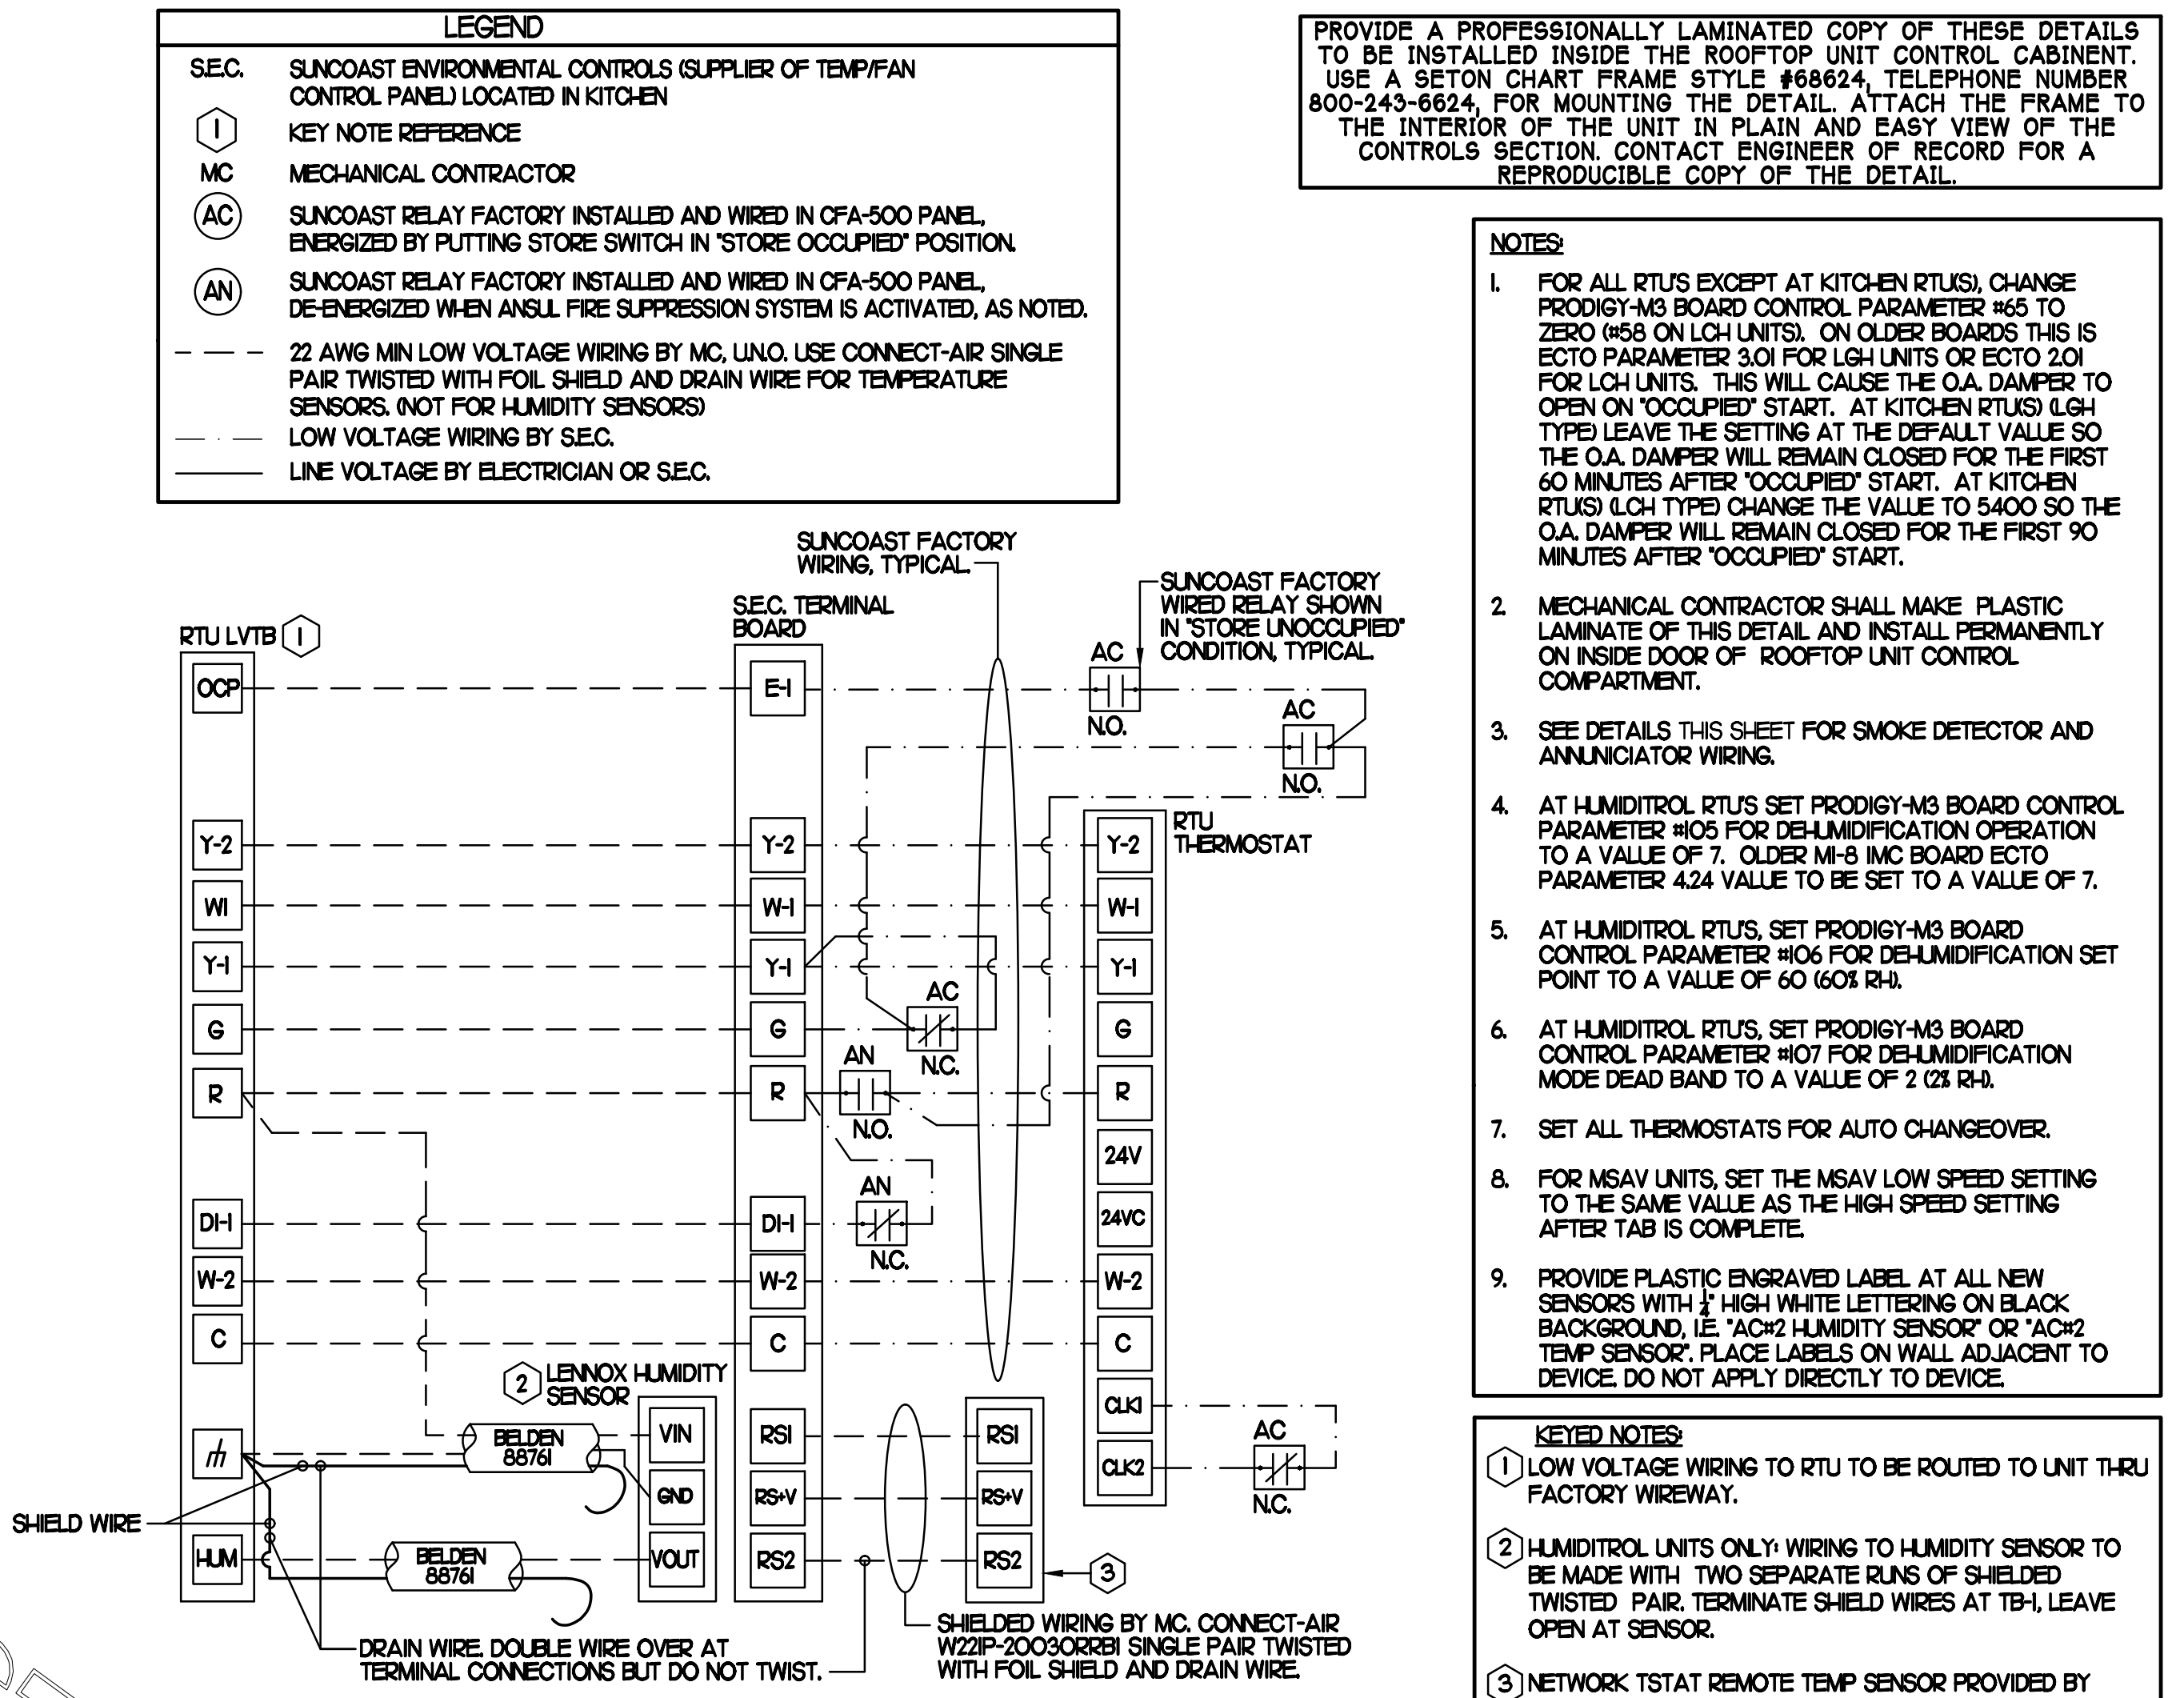 LEGEND
S.E.C. SUNCOAST ENVIRONMENTAL CONTROLS (SUPPLIER OF TEMP/FAN
CONTROL PANEL) LOCATED IN KITCHEN
1 KEY NOTE REFERENCE
MC MECHANICAL CONTRACTOR
AC SUNCOAST RELAY FACTORY INSTALLED AND WIRED IN CFA-500 PANEL,
ENERGIZED BY PUTTING STORE SWITCH IN "STORE OCCUPIED" POSITION.
AN SUNCOAST RELAY FACTORY INSTALLED AND WIRED IN CFA-500 PANEL,
DE-ENERGIZED WHEN ANSUL FIRE SUPPRESSION SYSTEM IS ACTIVATED, AS NOTED.
22 AWG MIN LOW VOLTAGE WIRING BY MC, U.N.O. USE CONNECT-AIR SINGLE
PAIR TWISTED WITH FOIL SHIELD AND DRAIN WIRE FOR TEMPERATURE
SENSORS. (NOT FOR HUMIDITY SENSORS)
LOW VOLTAGE WIRING BY S.E.C.
LINE VOLTAGE BY ELECTRICIAN OR S.E.C.
PROVIDE A PROFESSIONALLY LAMINATED COPY OF THESE DETAILS
TO BE INSTALLED INSIDE THE ROOFTOP UNIT CONTROL CABINENT.
USE A SETON CHART FRAME STYLE #68624, TELEPHONE NUMBER
800-243-6624, FOR MOUNTING THE DETAIL. ATTACH THE FRAME TO
THE INTERIOR OF THE UNIT IN PLAIN AND EASY VIEW OF THE
CONTROLS SECTION. CONTACT ENGINEER OF RECORD FOR A
REPRODUCIBLE COPY OF THE DETAIL.
SUNCOAST FACTORY
WIRING, TYPICAL.
SUNCOAST FACTORY
WIRED RELAY SHOWN
IN "STORE UNOCCUPIED"
CONDITION, TYPICAL.
RTU LVTB 1
OCP
Y-2
W1
Y-1
G
R
DI-1
W-2
C
HUM
S.E.C. TERMINAL
BOARD
E-1
Y-2
W-1
Y-1
G
R
DI-1
W-2
C
RS1
RS+V
RS2
AC
N.O.
AC
N.O.
AC
N.C.
AN
N.O.
AN
N.C.
RTU
THERMOSTAT
Y-2
W-1
Y-1
G
R
24V
24VC
W-2
C
CLK1
CLK2
AC
N.C.
2 LENNOX HUMIDITY
SENSOR
VIN
GND
VOUT
BELDEN
88761
BELDEN
88761
RS1
RS+V
RS2
3
SHIELD WIRE
DRAIN WIRE. DOUBLE WIRE OVER AT
TERMINAL CONNECTIONS BUT DO NOT TWIST.
SHIELDED WIRING BY MC. CONNECT-AIR
W221P-20030RRB1 SINGLE PAIR TWISTED
WITH FOIL SHIELD AND DRAIN WIRE.
NOTES:
1. FOR ALL RTU'S EXCEPT AT KITCHEN RTU(S), CHANGE
PRODIGY-M3 BOARD CONTROL PARAMETER #65 TO
ZERO (#58 ON LCH UNITS). ON OLDER BOARDS THIS IS
ECTO PARAMETER 3.01 FOR LGH UNITS OR ECTO 2.01
FOR LCH UNITS. THIS WILL CAUSE THE O.A. DAMPER TO
OPEN ON "OCCUPIED" START. AT KITCHEN RTU(S) (LGH
TYPE) LEAVE THE SETTING AT THE DEFAULT VALUE SO
THE O.A. DAMPER WILL REMAIN CLOSED FOR THE FIRST
60 MINUTES AFTER "OCCUPIED" START. AT KITCHEN
RTU(S) (LCH TYPE) CHANGE THE VALUE TO 5400 SO THE
O.A. DAMPER WILL REMAIN CLOSED FOR THE FIRST 90
MINUTES AFTER "OCCUPIED" START.
2. MECHANICAL CONTRACTOR SHALL MAKE PLASTIC
LAMINATE OF THIS DETAIL AND INSTALL PERMANENTLY
ON INSIDE DOOR OF ROOFTOP UNIT CONTROL
COMPARTMENT.
3. SEE DETAILS THIS SHEET FOR SMOKE DETECTOR AND
ANNUNICIATOR WIRING.
4. AT HUMIDITROL RTU'S SET PRODIGY-M3 BOARD CONTROL
PARAMETER #105 FOR DEHUMIDIFICATION OPERATION
TO A VALUE OF 7. OLDER M1-8 IMC BOARD ECTO
PARAMETER 4.24 VALUE TO BE SET TO A VALUE OF 7.
5. AT HUMIDITROL RTU'S, SET PRODIGY-M3 BOARD
CONTROL PARAMETER #106 FOR DEHUMIDIFICATION SET
POINT TO A VALUE OF 60 (60% RH).
6. AT HUMIDITROL RTU'S, SET PRODIGY-M3 BOARD
CONTROL PARAMETER #107 FOR DEHUMIDIFICATION
MODE DEAD BAND TO A VALUE OF 2 (2% RH).
7. SET ALL THERMOSTATS FOR AUTO CHANGEOVER.
8. FOR MSAV UNITS, SET THE MSAV LOW SPEED SETTING
TO THE SAME VALUE AS THE HIGH SPEED SETTING
AFTER TAB IS COMPLETE.
9. PROVIDE PLASTIC ENGRAVED LABEL AT ALL NEW
SENSORS WITH 1/4" HIGH WHITE LETTERING ON BLACK
BACKGROUND, I.E. "AC#2 HUMIDITY SENSOR" OR "AC#2
TEMP SENSOR". PLACE LABELS ON WALL ADJACENT TO
DEVICE. DO NOT APPLY DIRECTLY TO DEVICE.
KEYED NOTES:
1 LOW VOLTAGE WIRING TO RTU TO BE ROUTED TO UNIT THRU
FACTORY WIREWAY.
2 HUMIDITROL UNITS ONLY: WIRING TO HUMIDITY SENSOR TO
BE MADE WITH TWO SEPARATE RUNS OF SHIELDED
TWISTED PAIR. TERMINATE SHIELD WIRES AT TB-1, LEAVE
OPEN AT SENSOR.
3 NETWORK TSTAT REMOTE TEMP SENSOR PROVIDED BY